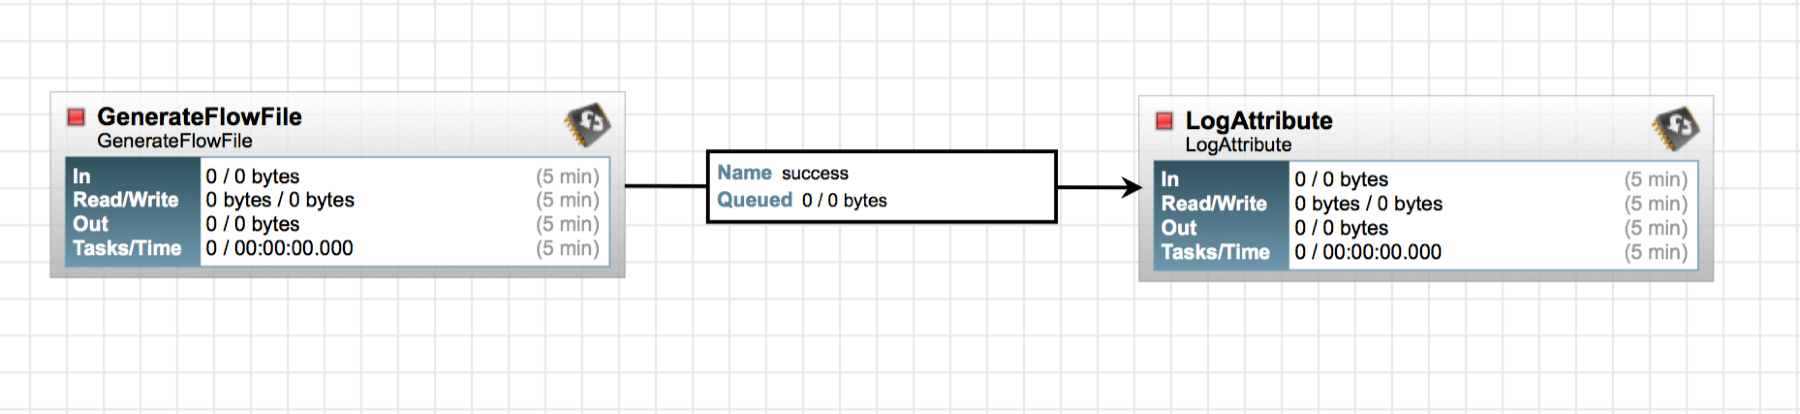 GenerateFlowFile
GenerateFlowFile
In 0 / 0 bytes (5 min)
Read/Write 0 bytes / 0 bytes (5 min)
Out 0 / 0 bytes (5 min)
Tasks/Time 0 / 00:00:00.000 (5 min)
Name success
Queued 0 / 0 bytes
LogAttribute
LogAttribute
In 0 / 0 bytes (5 min)
Read/Write 0 bytes / 0 bytes (5 min)
Out 0 / 0 bytes (5 min)
Tasks/Time 0 / 00:00:00.000 (5 min)